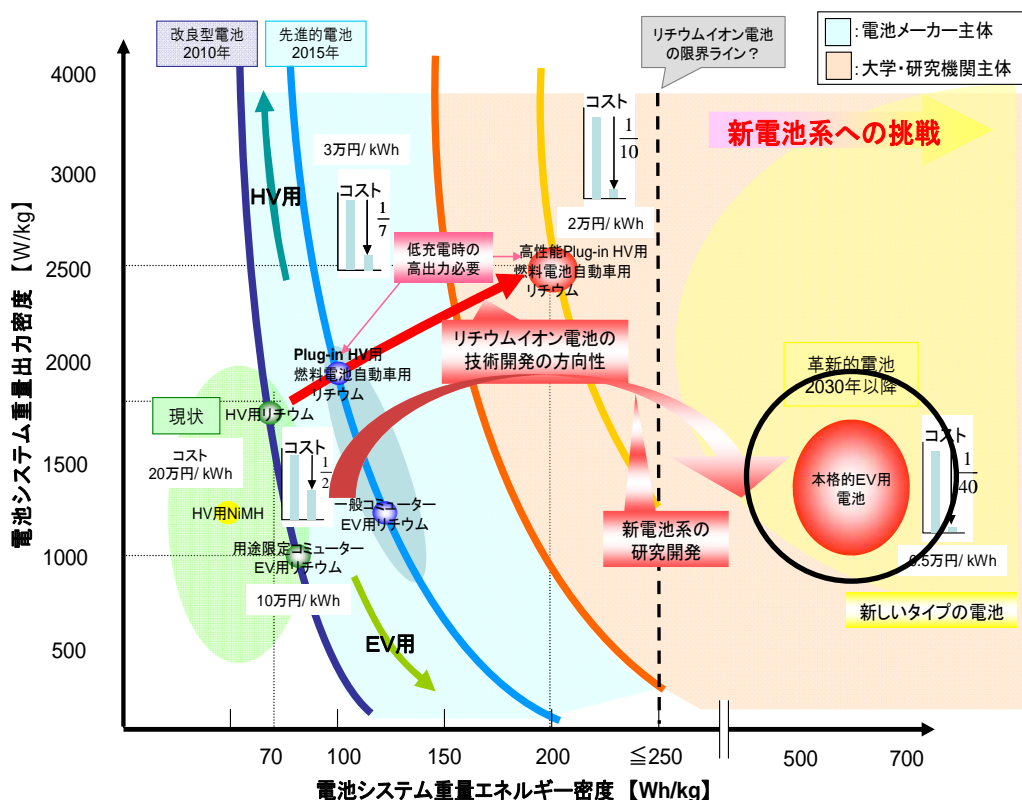 改良型電池
2010年
先進的電池
2015年
リチウムイオン電池
の限界ライン？
：電池メーカー主体
：大学・研究機関主体
4000
3000
2500
2000
1500
1000
500
電池システム重量出力密度 【W/kg】
HV用
3万円/ kWh
コスト
1
7
コスト
1
10
2万円/ kWh
新電池系への挑戦
低充電時の
高出力必要
高性能Plug-in HV用
燃料電池自動車用
リチウム
リチウムイオン電池の
技術開発の方向性
Plug-in HV用
燃料電池自動車用
リチウム
革新的電池
2030年以降
現状
HV用リチウム
コスト
20万円/ kWh
コスト
1
2
HV用NiMH
一般コミューター
EV用リチウム
用途限定コミューター
EV用リチウム
10万円/ kWh
EV用
新電池系の
研究開発
本格的EV用
電池
コスト
1
40
.5万円/ kWh
新しいタイプの電池
70
100
150
200
≦250
500
700
電池システム重量エネルギー密度 【Wh/kg】